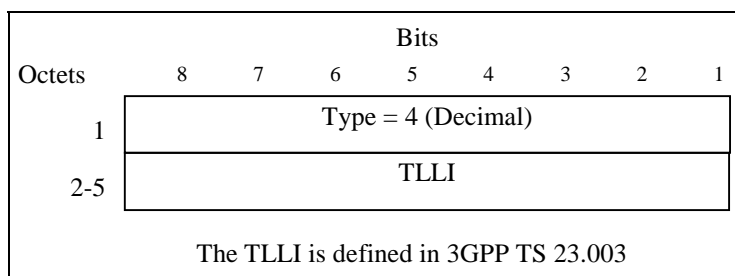 Bits
Octets 8 7 6 5 4 3 2 1
1 Type = 4 (Decimal)
2-5 TLLI
The TLLI is defined in 3GPP TS 23.003